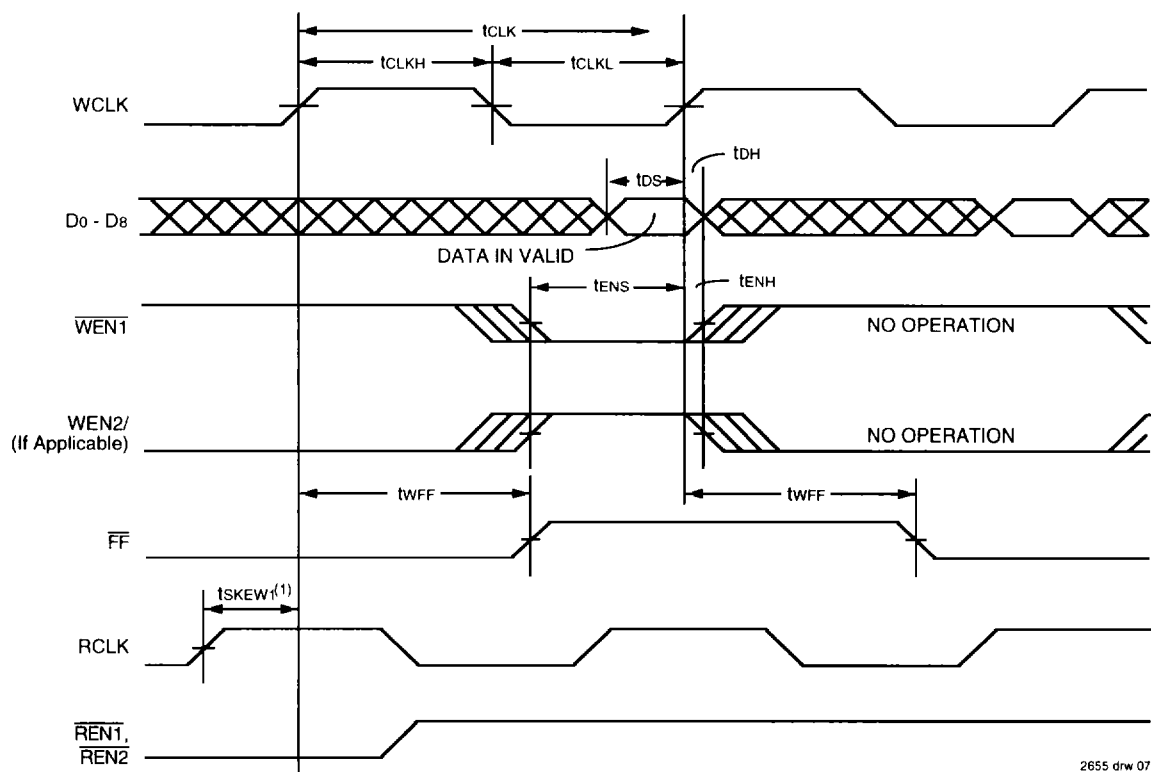 tCLK
tCLKH
tCLKL
WCLK
tDH
tDS
D0 - D8
DATA IN VALID
tENS
tENH
WEN1
NO OPERATION
WEN2/
(If Applicable)
NO OPERATION
tWFF
tWFF
FF
tSKEW1(1)
RCLK
REN1,
REN2
2655 drw 07